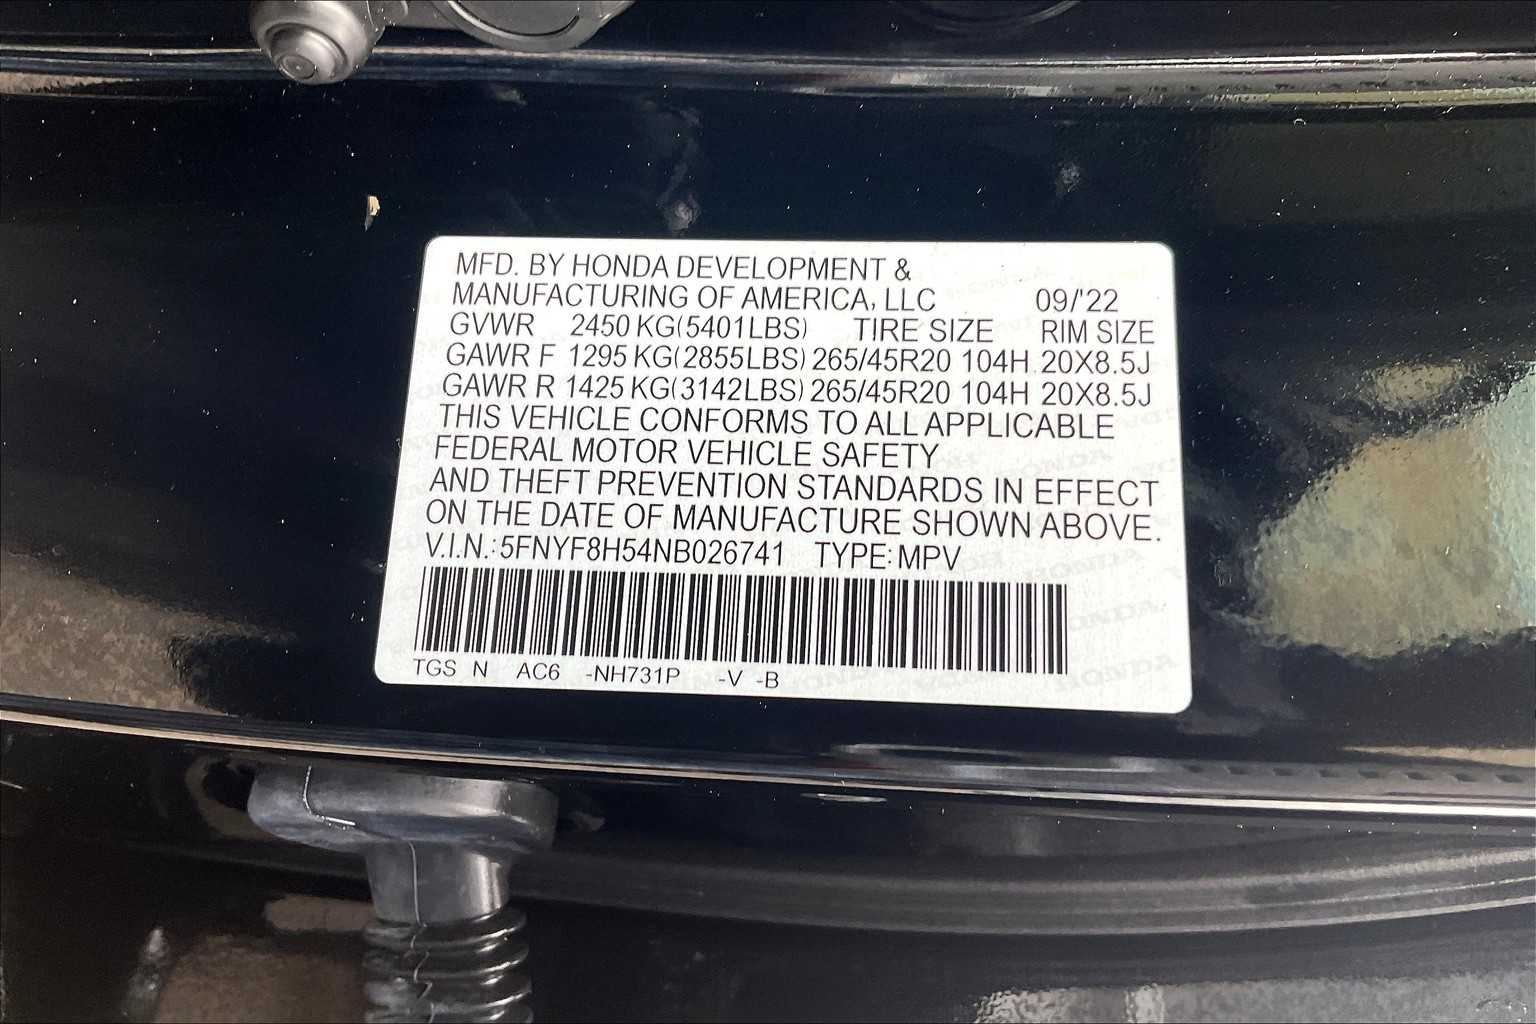 MFD. BY HONDA DEVELOPMENT &
MANUFACTURING OF AMERICA, LLC 09/'22
GVWR 2450 KG(5401LBS) TIRE SIZE RIM SIZE
GAWR F 1295 KG(2855LBS) 265/45R20 104H 20X8.5J
GAWR R 1425 KG(3142LBS) 265/45R20 104H 20X8.5J
THIS VEHICLE CONFORMS TO ALL APPLICABLE
FEDERAL MOTOR VEHICLE SAFETY
AND THEFT PREVENTION STANDARDS IN EFFECT
ON THE DATE OF MANUFACTURE SHOWN ABOVE.
V.I.N.:5FNYF8H54NB026741 TYPE:MPV
TGS N AC6 -NH731P -V -B